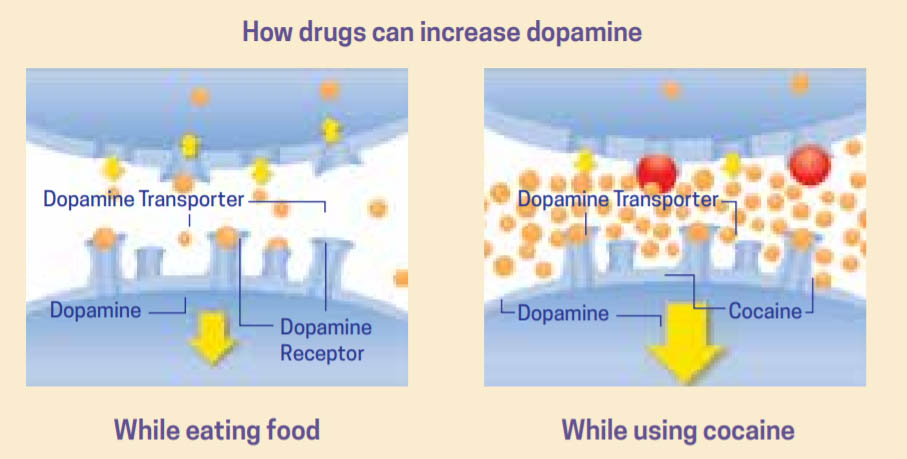 How drugs can increase dopamine
Dopamine Transporter
Dopamine
Dopamine
Receptor
While eating food
Dopamine Transporter
Dopamine
Cocaine
While using cocaine